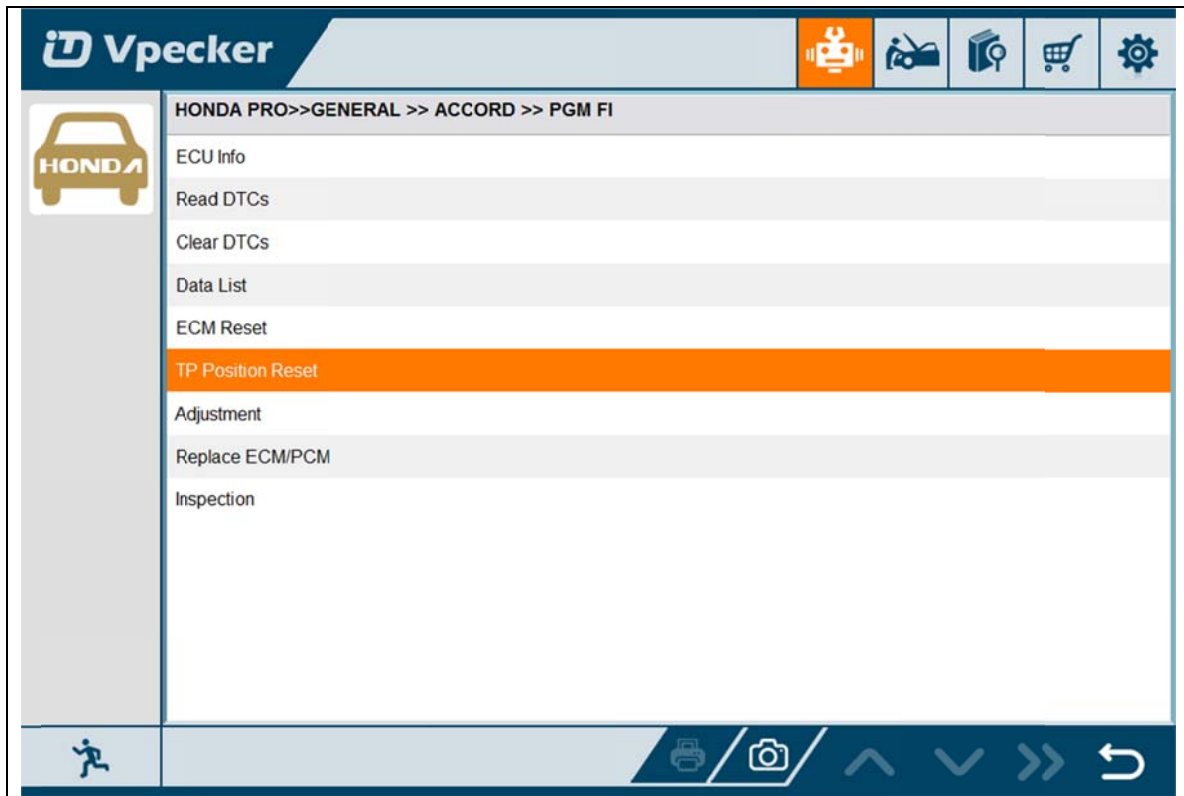 Vpecker
HONDA PRO>>GENERAL >> ACCORD >> PGM FI
HONDA
ECU Info
Read DTCs
Clear DTCs
Data List
ECM Reset
TP Position Reset
Adjustment
Replace ECM/PCM
Inspection